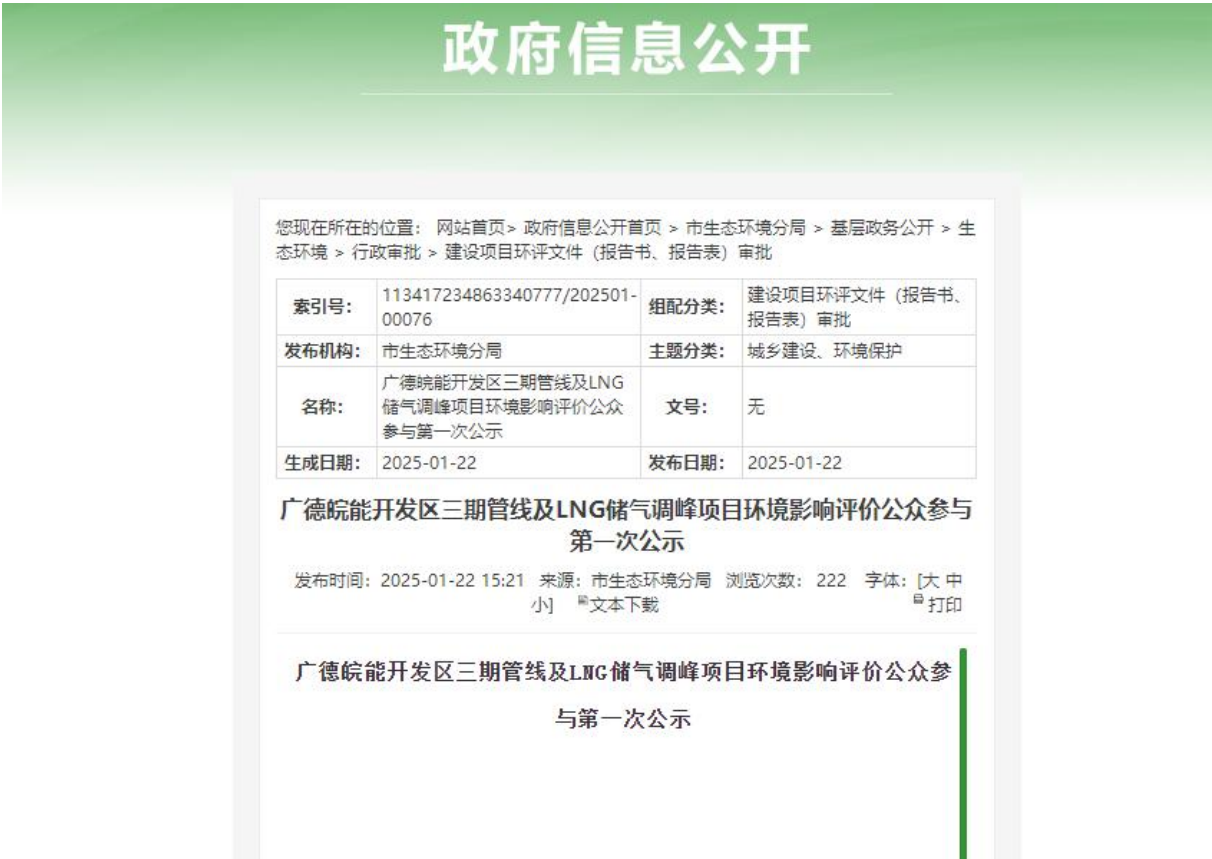 政府信息公开
您现在所在的位置： 网站首页> 政府信息公开首页 > 市生态环境分局 > 基层政务公开 > 生
态环境 > 行政审批 > 建设项目环评文件（报告书、报告表）审批
索引号： 113417234863340777/202501-00076 组配分类： 建设项目环评文件（报告书、报告表）审批
发布机构： 市生态环境分局 主题分类： 城乡建设、环境保护
名称： 广德皖能开发区三期管线及LNG储气调峰项目环境影响评价公众参与第一次公示 文号： 无
生成日期： 2025-01-22 发布日期： 2025-01-22
广德皖能开发区三期管线及LNG储气调峰项目环境影响评价公众参与
第一次公示
发布时间：2025-01-22 15:21 来源：市生态环境分局 浏览次数： 222 字体：[大 中
小] 文本下载 打印
广德皖能开发区三期管线及LNG储气调峰项目环境影响评价公众参
与第一次公示